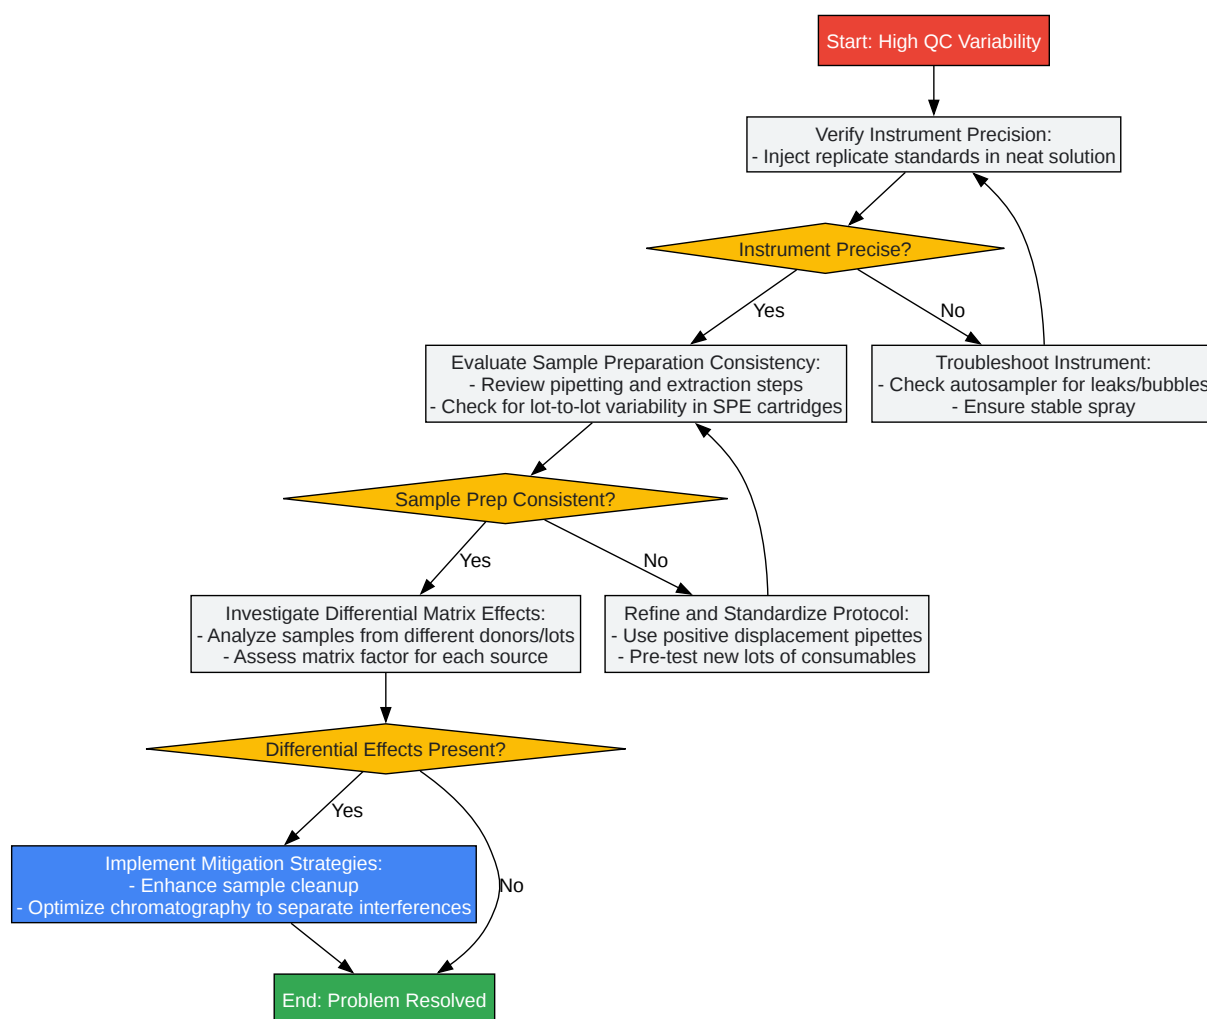 Start: High QC Variability
Verify Instrument Precision:
- Inject replicate standards in neat solution
Instrument Precise?
Yes
No
Evaluate Sample Preparation Consistency:
- Review pipetting and extraction steps
- Check for lot-to-lot variability in SPE cartridges
Troubleshoot Instrument:
- Check autosampler for leaks/bubbles
- Ensure stable spray
Sample Prep Consistent?
Yes
No
Investigate Differential Matrix Effects:
- Analyze samples from different donors/lots
- Assess matrix factor for each source
Refine and Standardize Protocol:
- Use positive displacement pipettes
- Pre-test new lots of consumables
Differential Effects Present?
Yes
No
Implement Mitigation Strategies:
- Enhance sample cleanup
- Optimize chromatography to separate interferences
End: Problem Resolved